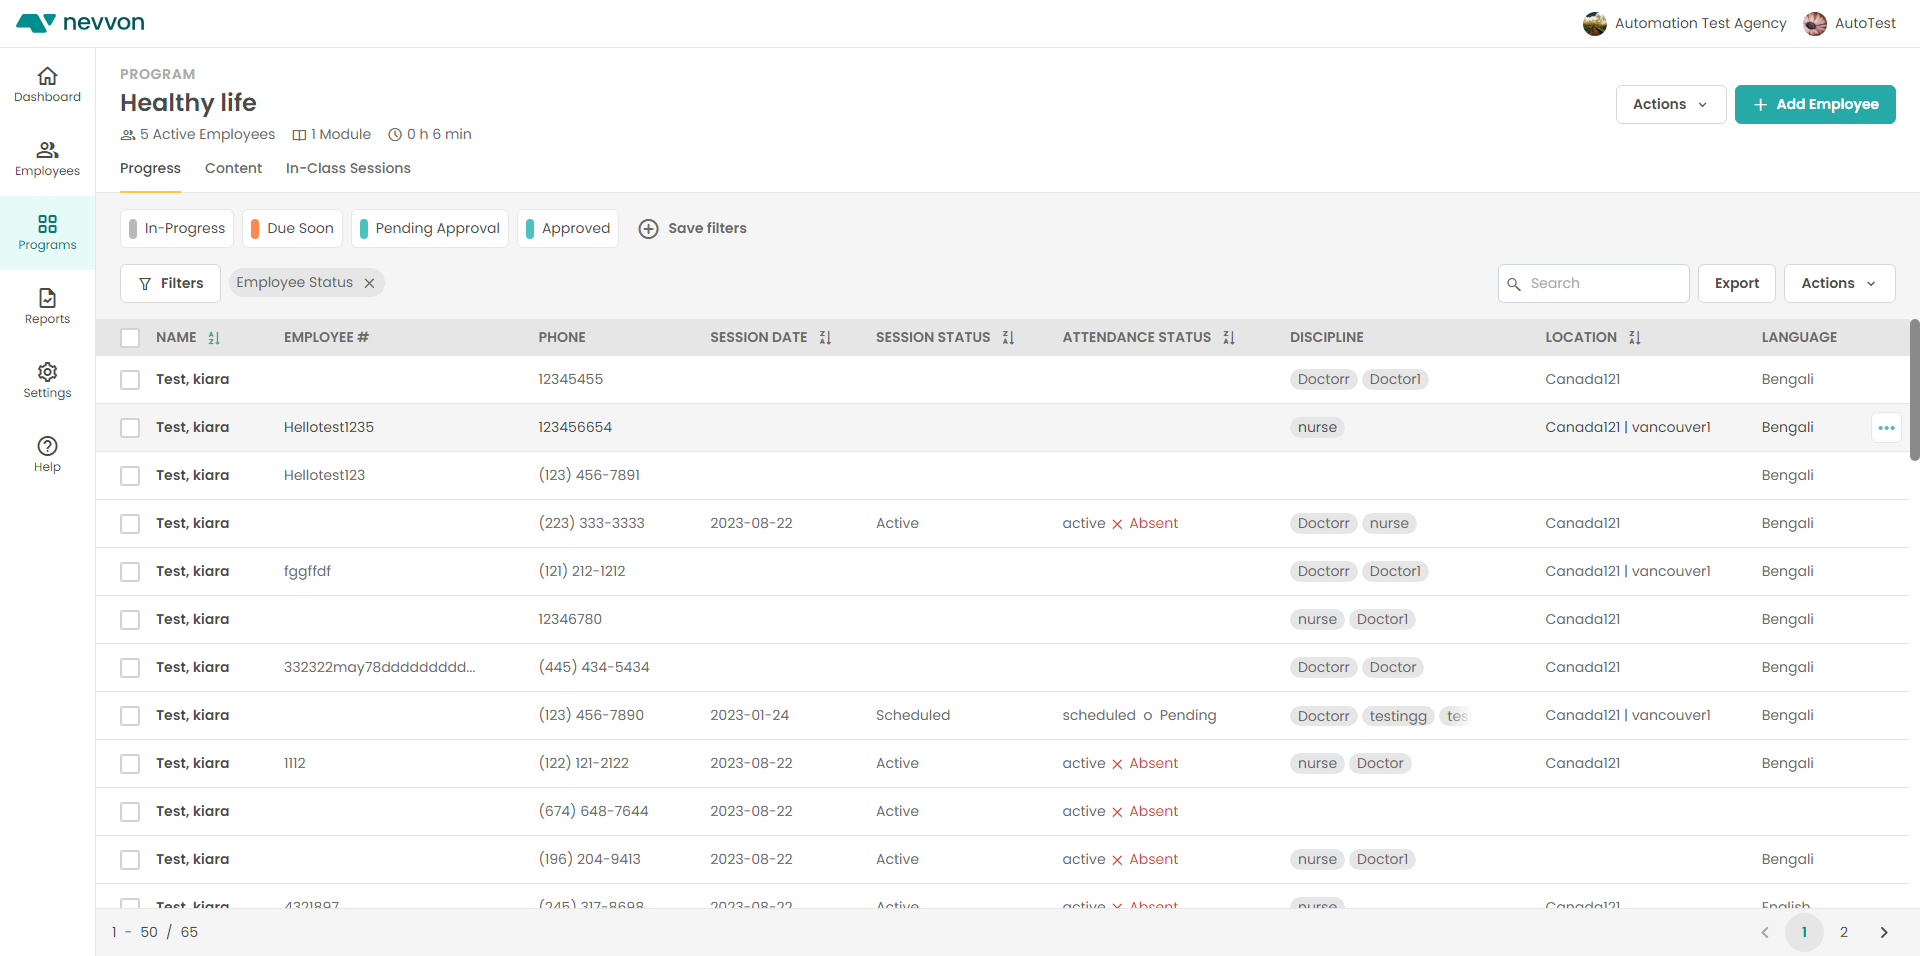 nevvon
Automation Test Agency AutoTest
Dashboard
Employees
Programs
Reports
Settings
Help
PROGRAM
Healthy life
5 Active Employees 1 Module 0 h 6 min
Actions + Add Employee
Progress Content In-Class Sessions
In-Progress Due Soon Pending Approval Approved Save filters
Filters Employee Status Search Export Actions
NAME EMPLOYEE # PHONE SESSION DATE SESSION STATUS ATTENDANCE STATUS DISCIPLINE LOCATION LANGUAGE
Test, kiara 12345455 Doctorr Doctor1 Canada121 Bengali
Test, kiara Hellotest1235 123456654 nurse Canada121 | vancouver1 Bengali
Test, kiara Hellotest123 (123) 456-7891 Bengali
Test, kiara (223) 333-3333 2023-08-22 Active active Absent Doctorr nurse Canada121 Bengali
Test, kiara fggffdf (121) 212-1212 Doctorr Doctor1 Canada121 | vancouver1 Bengali
Test, kiara 12346780 nurse Doctor1 Canada121 Bengali
Test, kiara 332322may78ddddddddd... (445) 434-5434 Doctorr Doctor Canada121 Bengali
Test, kiara (123) 456-7890 2023-01-24 Scheduled scheduled o Pending Doctorr testingg tes Canada121 | vancouver1 Bengali
Test, kiara 1112 (122) 121-2122 2023-08-22 Active active Absent nurse Doctor Canada121 Bengali
Test, kiara (674) 648-7644 2023-08-22 Active active Absent
Test, kiara (196) 204-9413 2023-08-22 Active active Absent nurse Doctor1 Bengali
Test, kiara 4321897 (245) 317-8698 2023-08-22 Active active Absent nurse Canada121 English
1 - 50 / 65 1 2